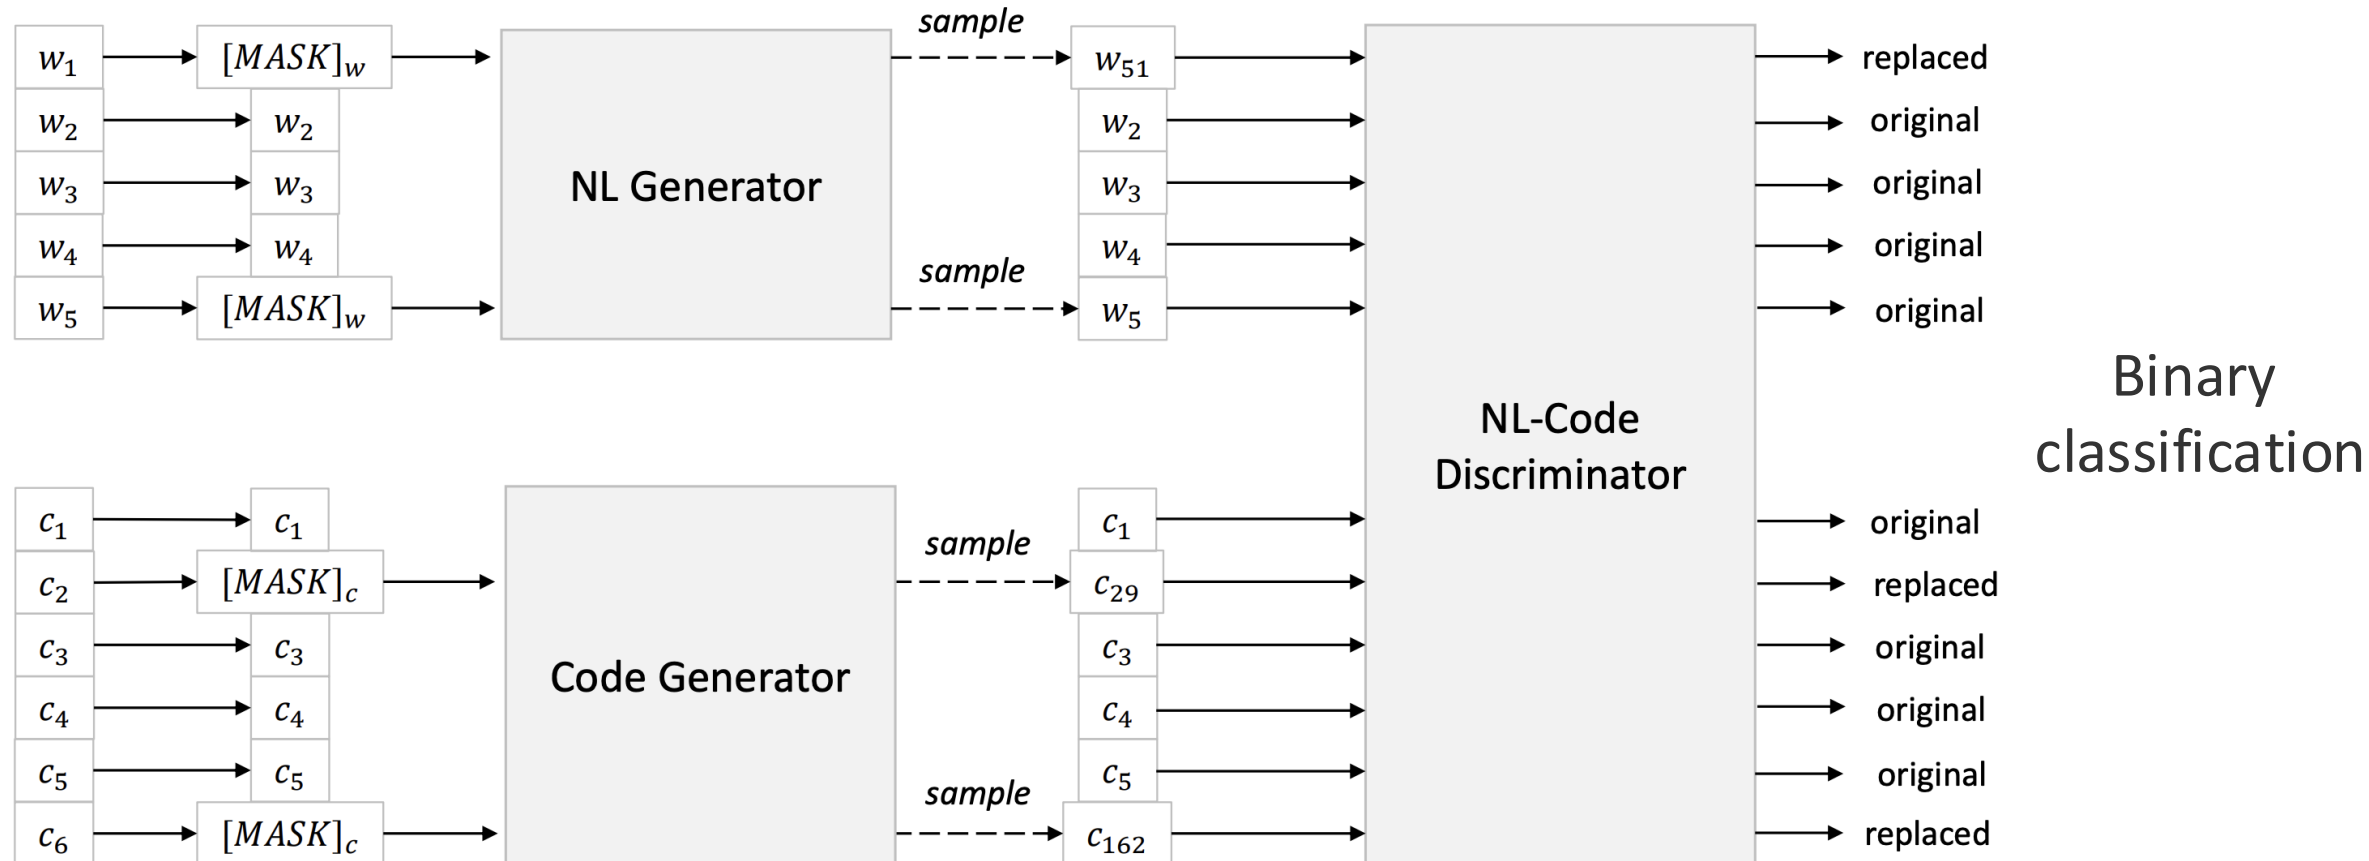 sample
w₁ [MASK]w w₅₁ replaced
w₂ w₂ w₂ original
w₃ w₃ NL Generator w₃ original
w₄ w₄ w₄ original
sample
w₅ [MASK]w w₅ original
Binary
classification
NL-Code
Discriminator
c₁ c₁ c₁ original
sample
c₂ [MASK]c c₂₉ replaced
c₃ c₃ c₃ original
Code Generator
c₄ c₄ c₄ original
c₅ c₅ c₅ original
sample
c₆ [MASK]c c₁₆₂ replaced